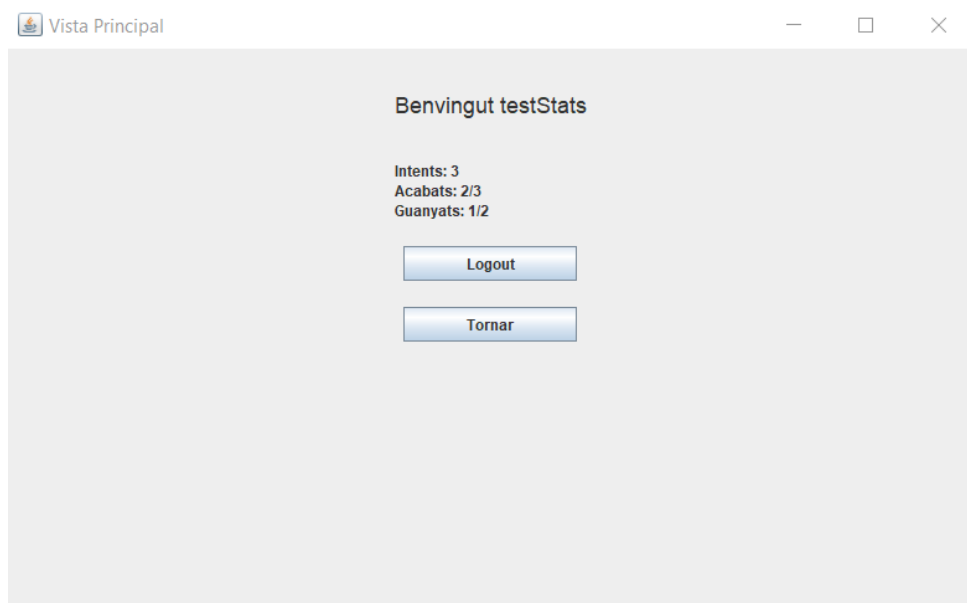 Vista Principal
Benvingut testStats
Intents: 3
Acabats: 2/3
Guanyats: 1/2
Logout
Tornar